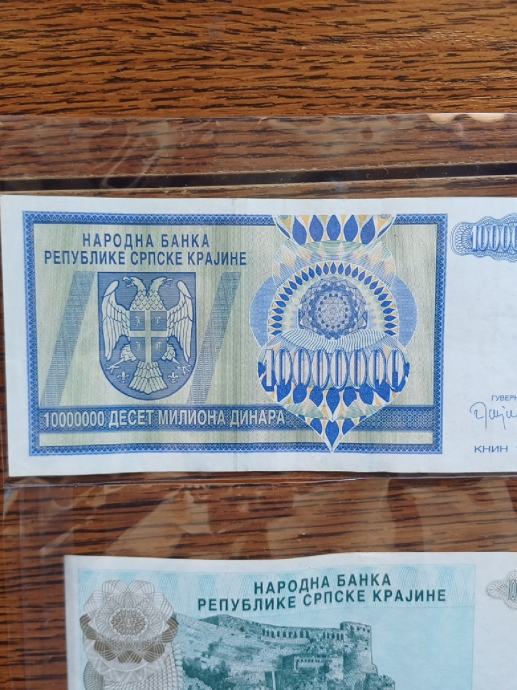 НАРОДНА БАНКА
РЕПУБЛИКЕ СРПСКЕ КРАЈИНЕ
10000000
10000000 ДЕСЕТ МИЛИОНА ДИНАРА
КНИН
НАРОДНА БАНКА
РЕПУБЛИКЕ СРПСКЕ КРАЈИНЕ